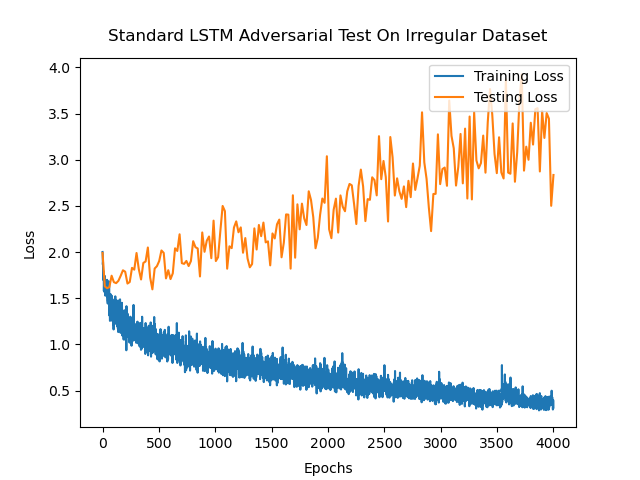 Standard LSTM Adversarial Test On Irregular Dataset
Training Loss
Testing Loss
4.0
3.5
3.0
2.5
2.0
1.5
1.0
0.5
Loss
0 500 1000 1500 2000 2500 3000 3500 4000
Epochs